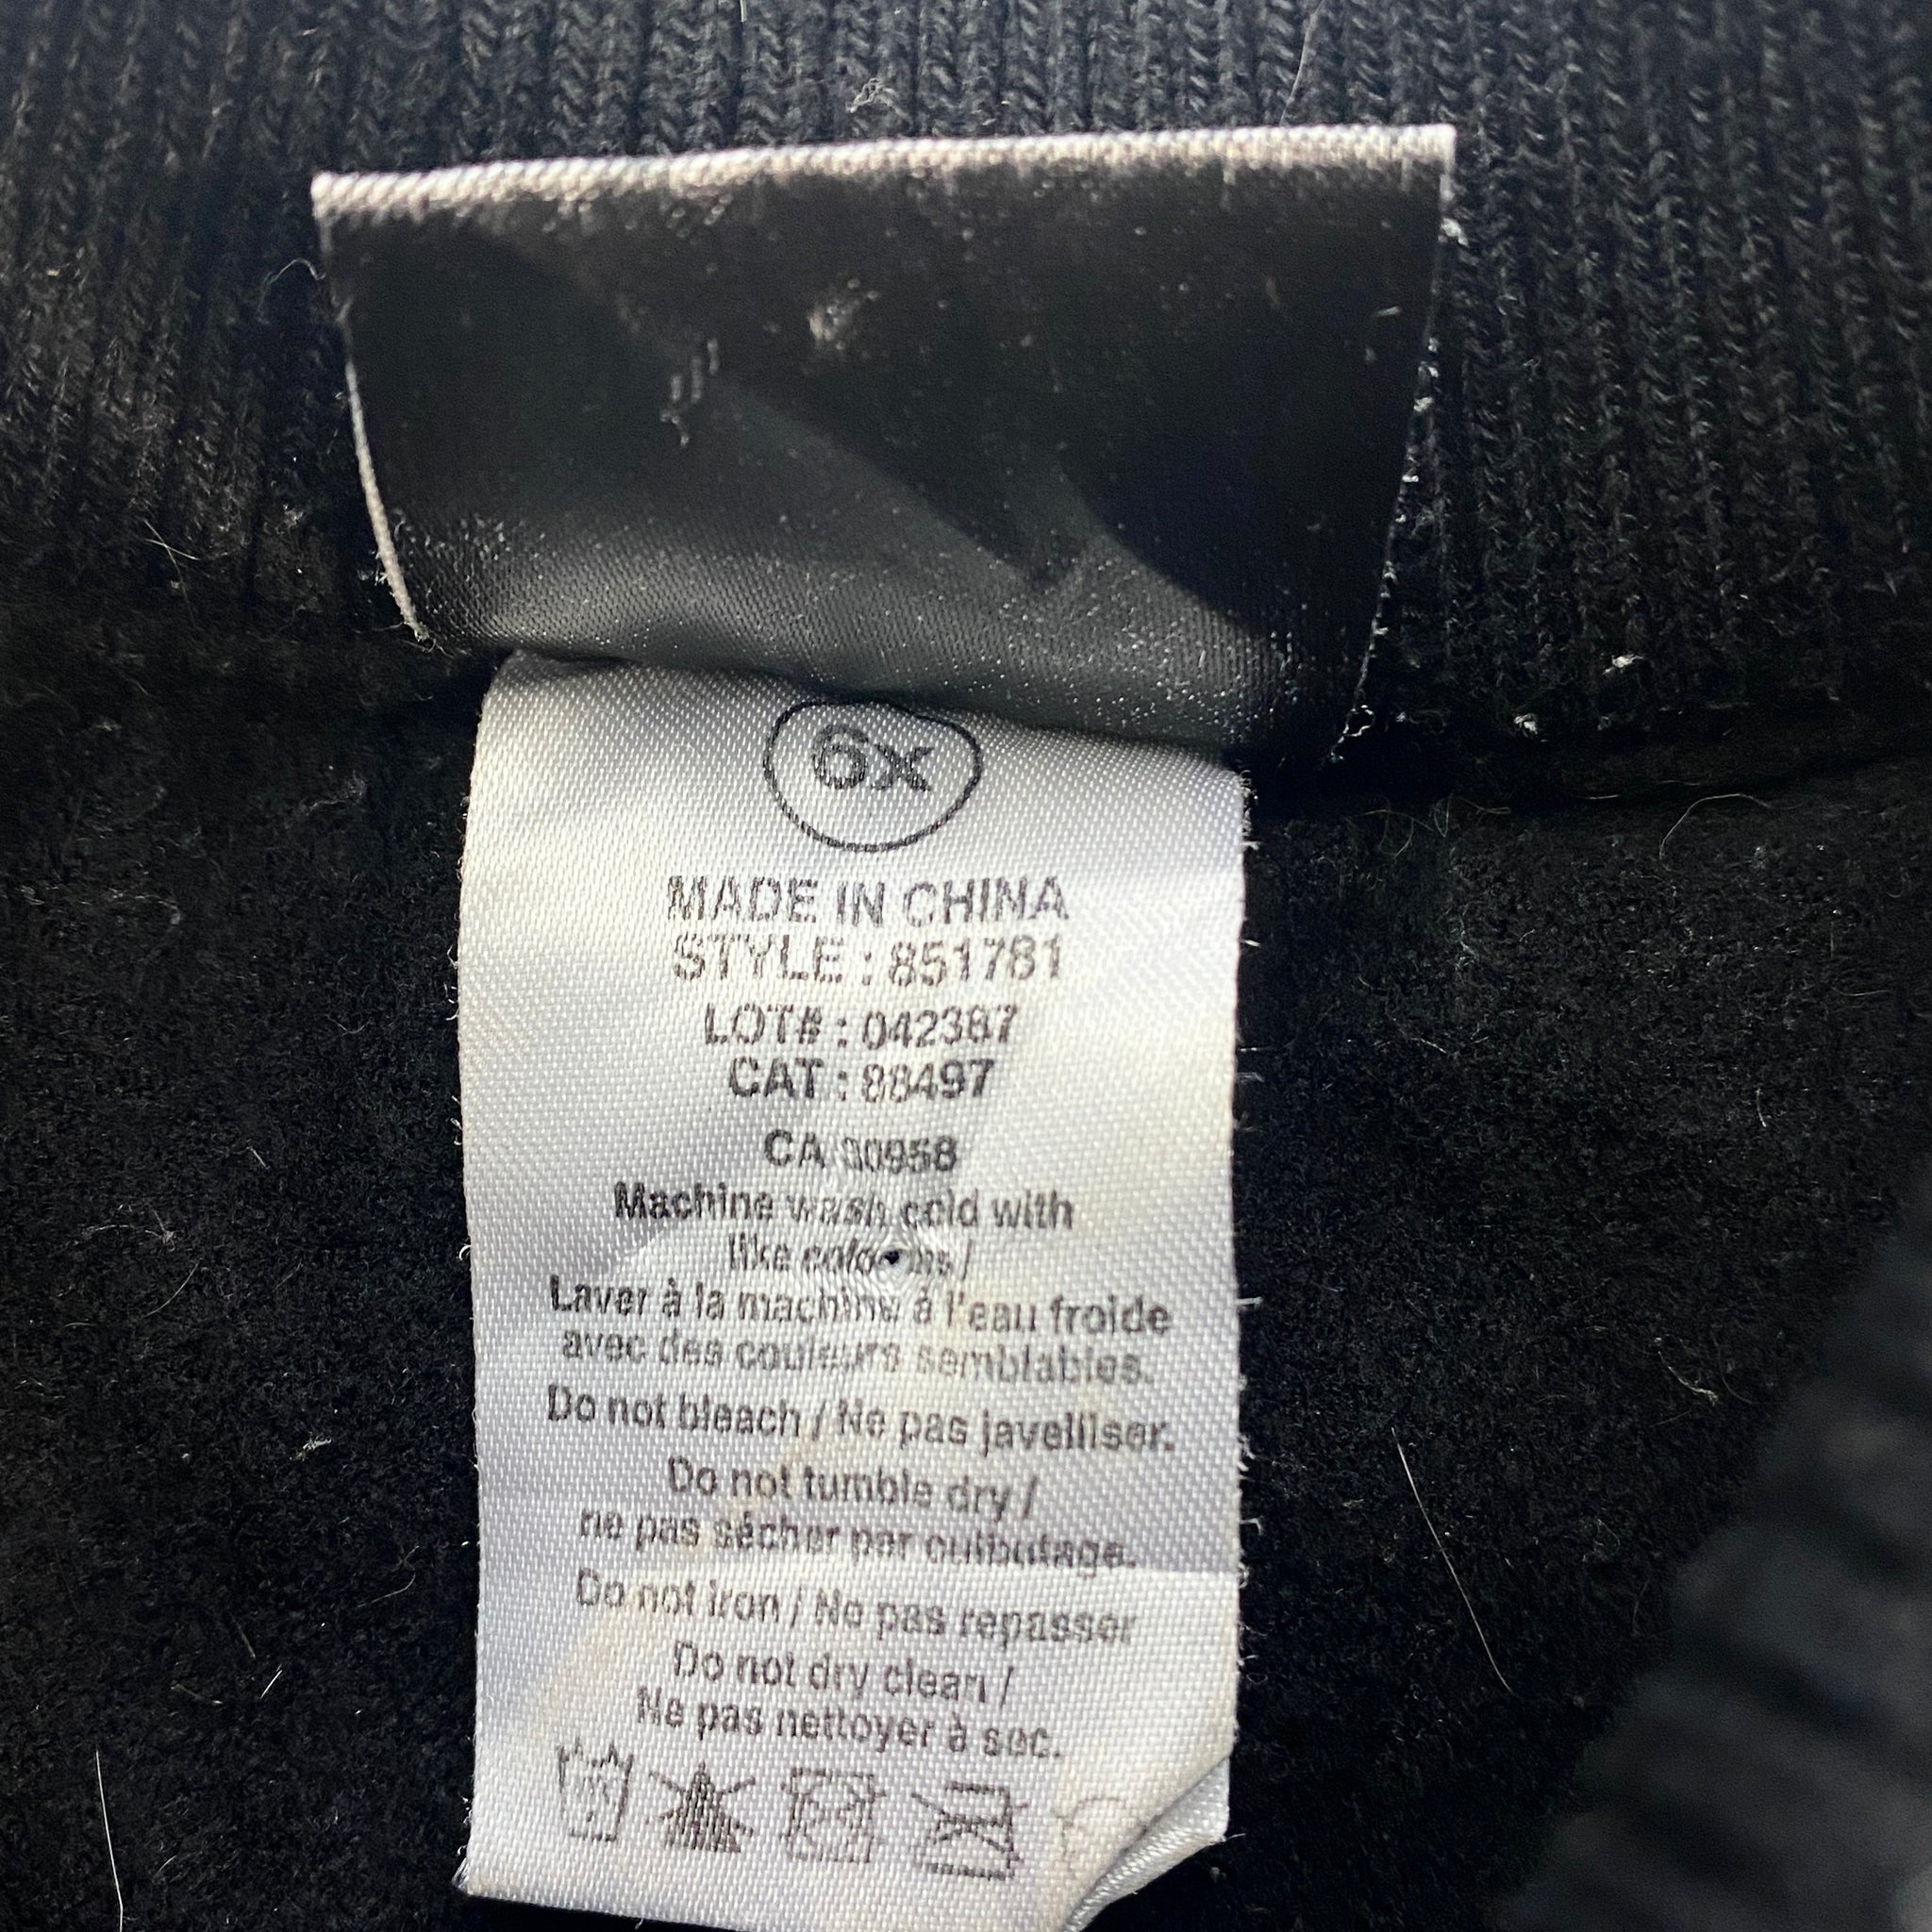 6x
MADE IN CHINA
STYLE : 851781
LOT# : 042387
CAT : 88497
CA 30958
Machine wash cold with
like colours /
Laver à la machine à l'eau froide
avec des couleurs semblables.
Do not bleach / Ne pas javelliser.
Do not tumble dry /
ne pas sécher par culbutage.
Do not iron / Ne pas repasser
Do not dry clean /
Ne pas nettoyer à sec.